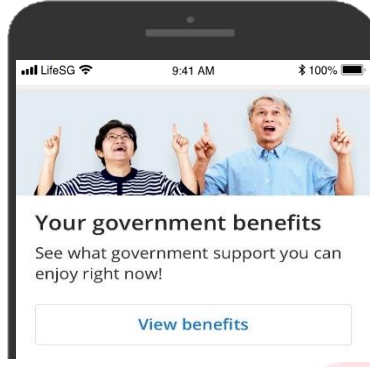 LifeSG 9:41 AM 100%
Your government benefits
See what government support you can
enjoy right now!
View benefits